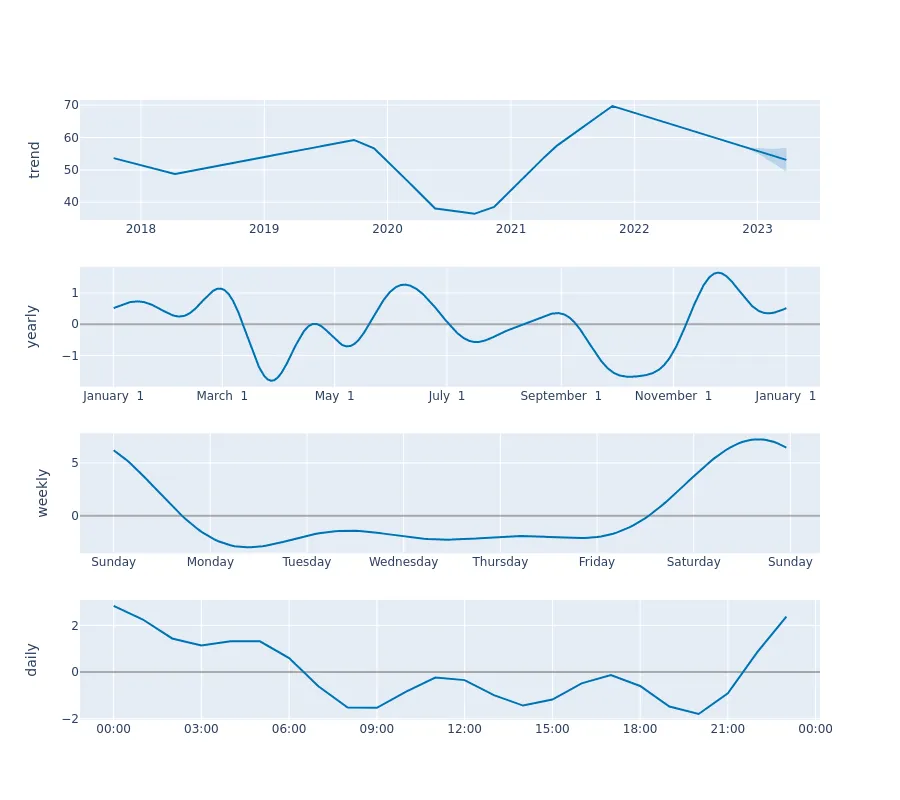 trend
70
60
50
40
2018 2019 2020 2021 2022 2023
yearly
1
0
−1
January 1 March 1 May 1 July 1 September 1 November 1 January 1
weekly
5
0
Sunday Monday Tuesday Wednesday Thursday Friday Saturday Sunday
daily
2
0
−2
00:00 03:00 06:00 09:00 12:00 15:00 18:00 21:00 00:00